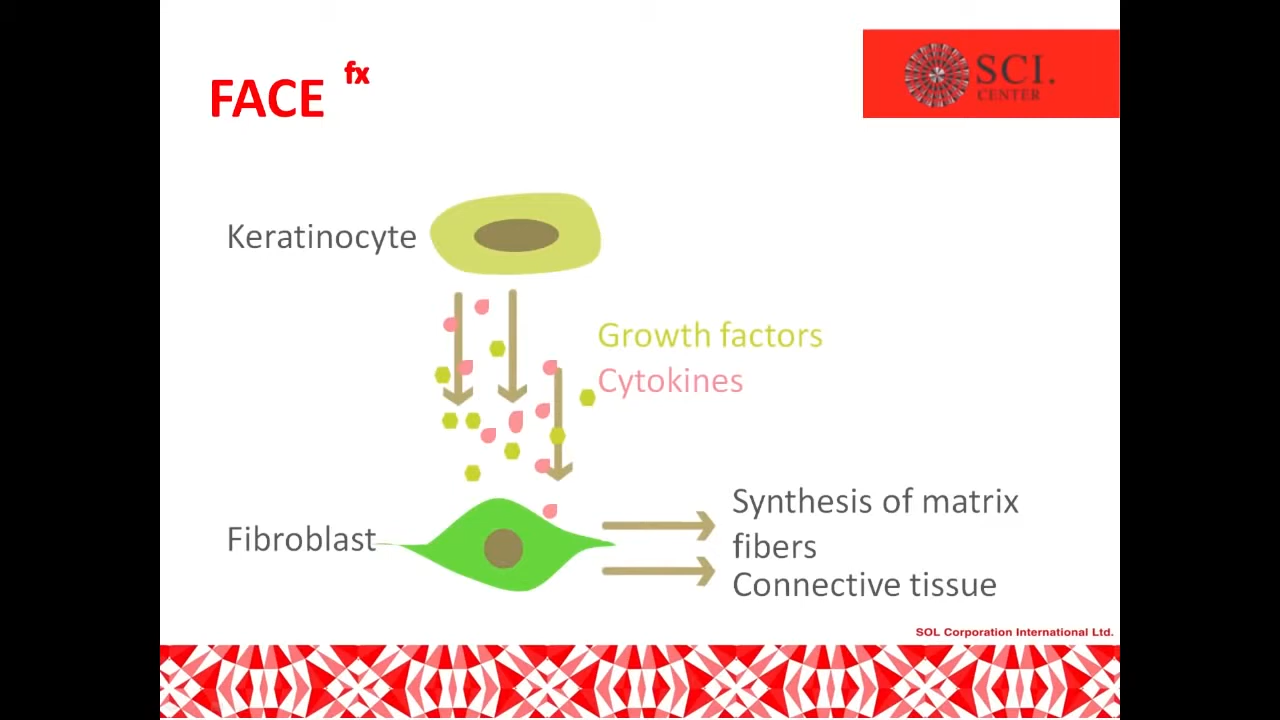 FACE fx
SCI.
CENTER
Keratinocyte
Growth factors
Cytokines
Fibroblast
Synthesis of matrix
fibers
Connective tissue
SOL Corporation International Ltd.